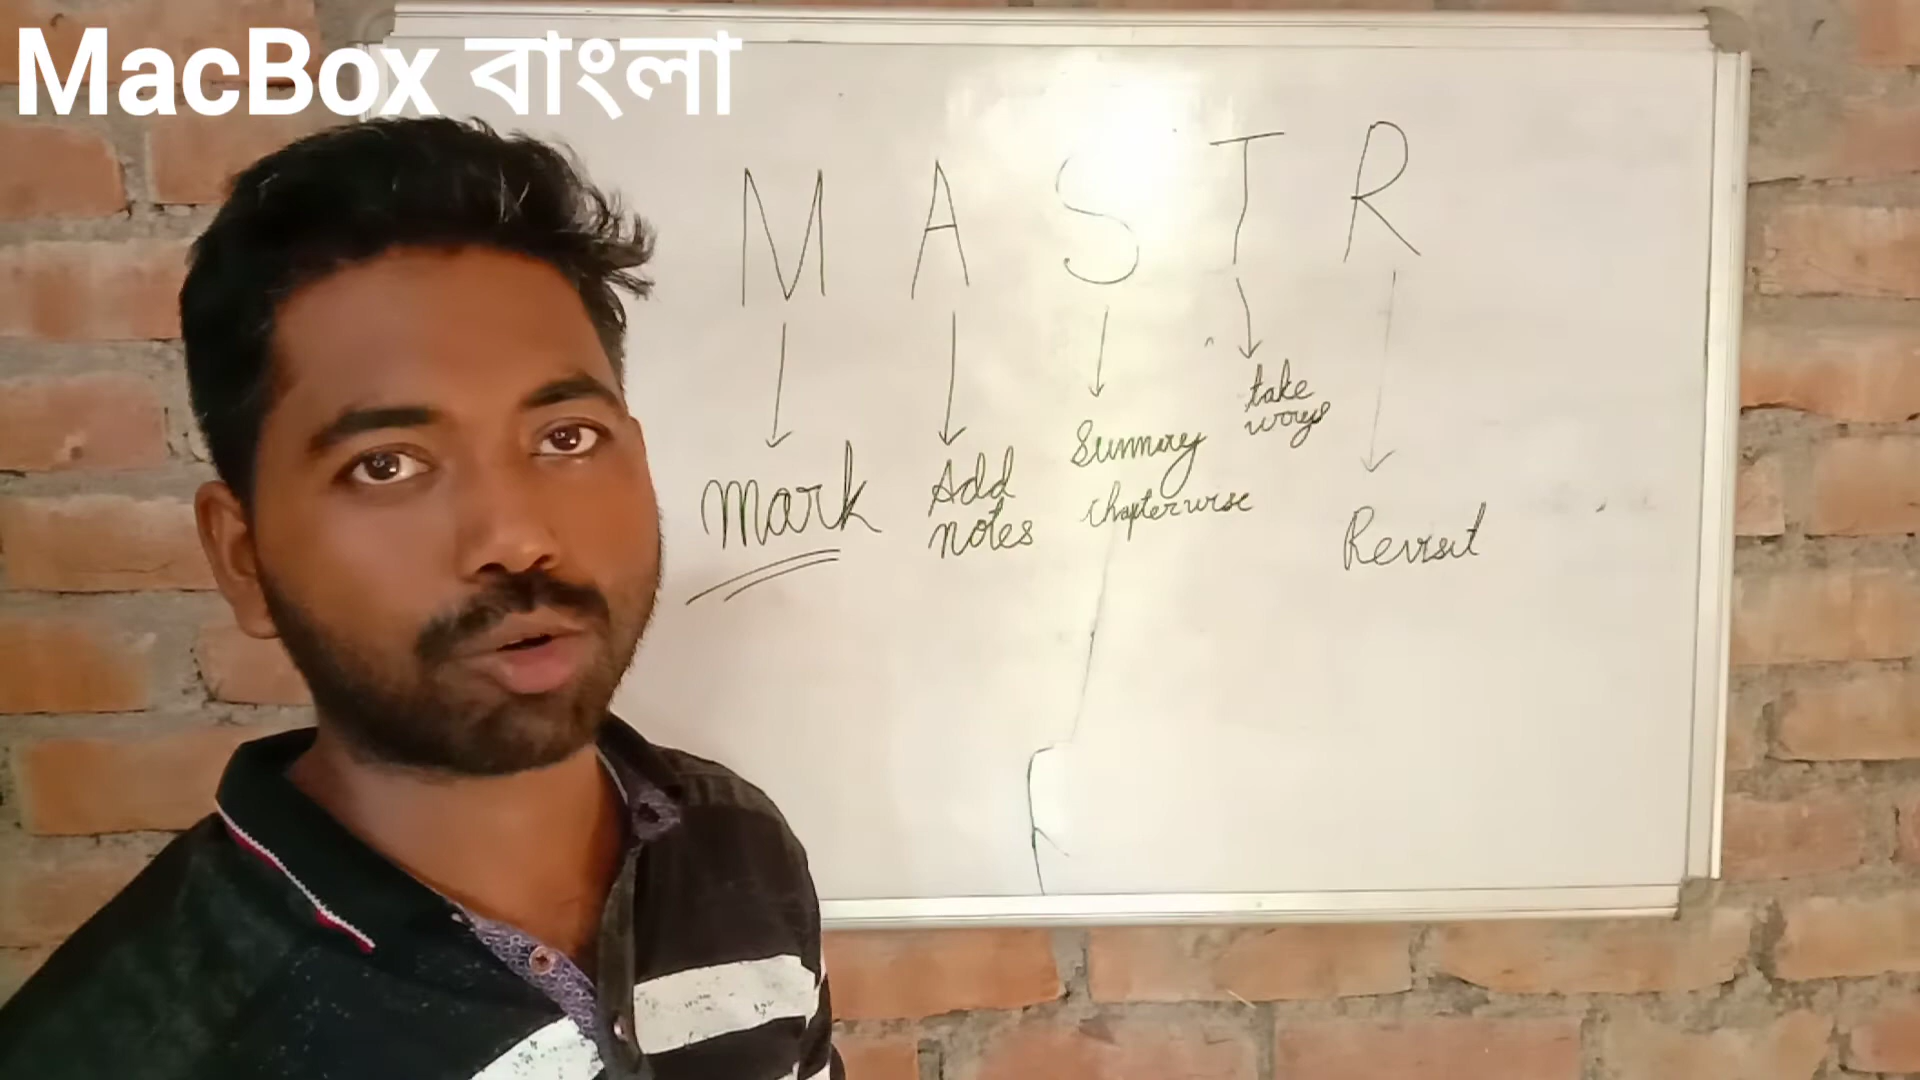 MacBox বাংলা
M A S T R
take
ways
Summary
chapterwise
mark
Add
notes
Revisit